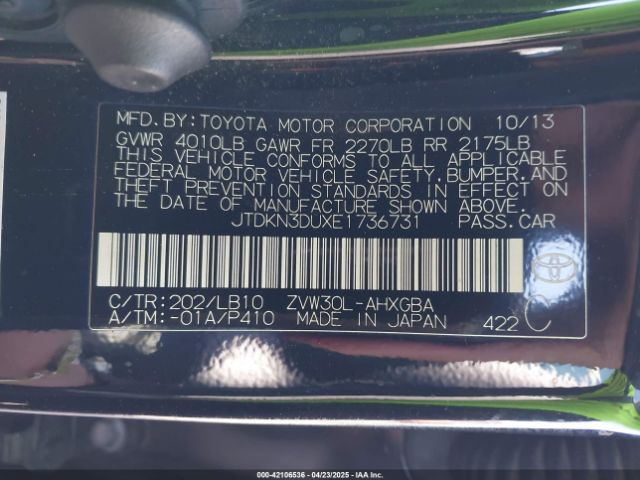 MFD. BY: TOYOTA MOTOR CORPORATION 10/13
GVWR 4010LB GAWR FR 2270LB RR 2175LB
THIS VEHICLE CONFORMS TO ALL APPLICABLE
FEDERAL MOTOR VEHICLE SAFETY, BUMPER, AND
THEFT PREVENTION STANDARDS IN EFFECT ON
THE DATE OF MANUFACTURE SHOWN ABOVE.
JTDKN3DUXE1736731 PASS. CAR
C/TR: 202/LB10 ZVW30L-AHXGBA
A/TM: -01A/P410 MADE IN JAPAN 422 C
000-42106536 - 04/23/2025 - IAAI.COM